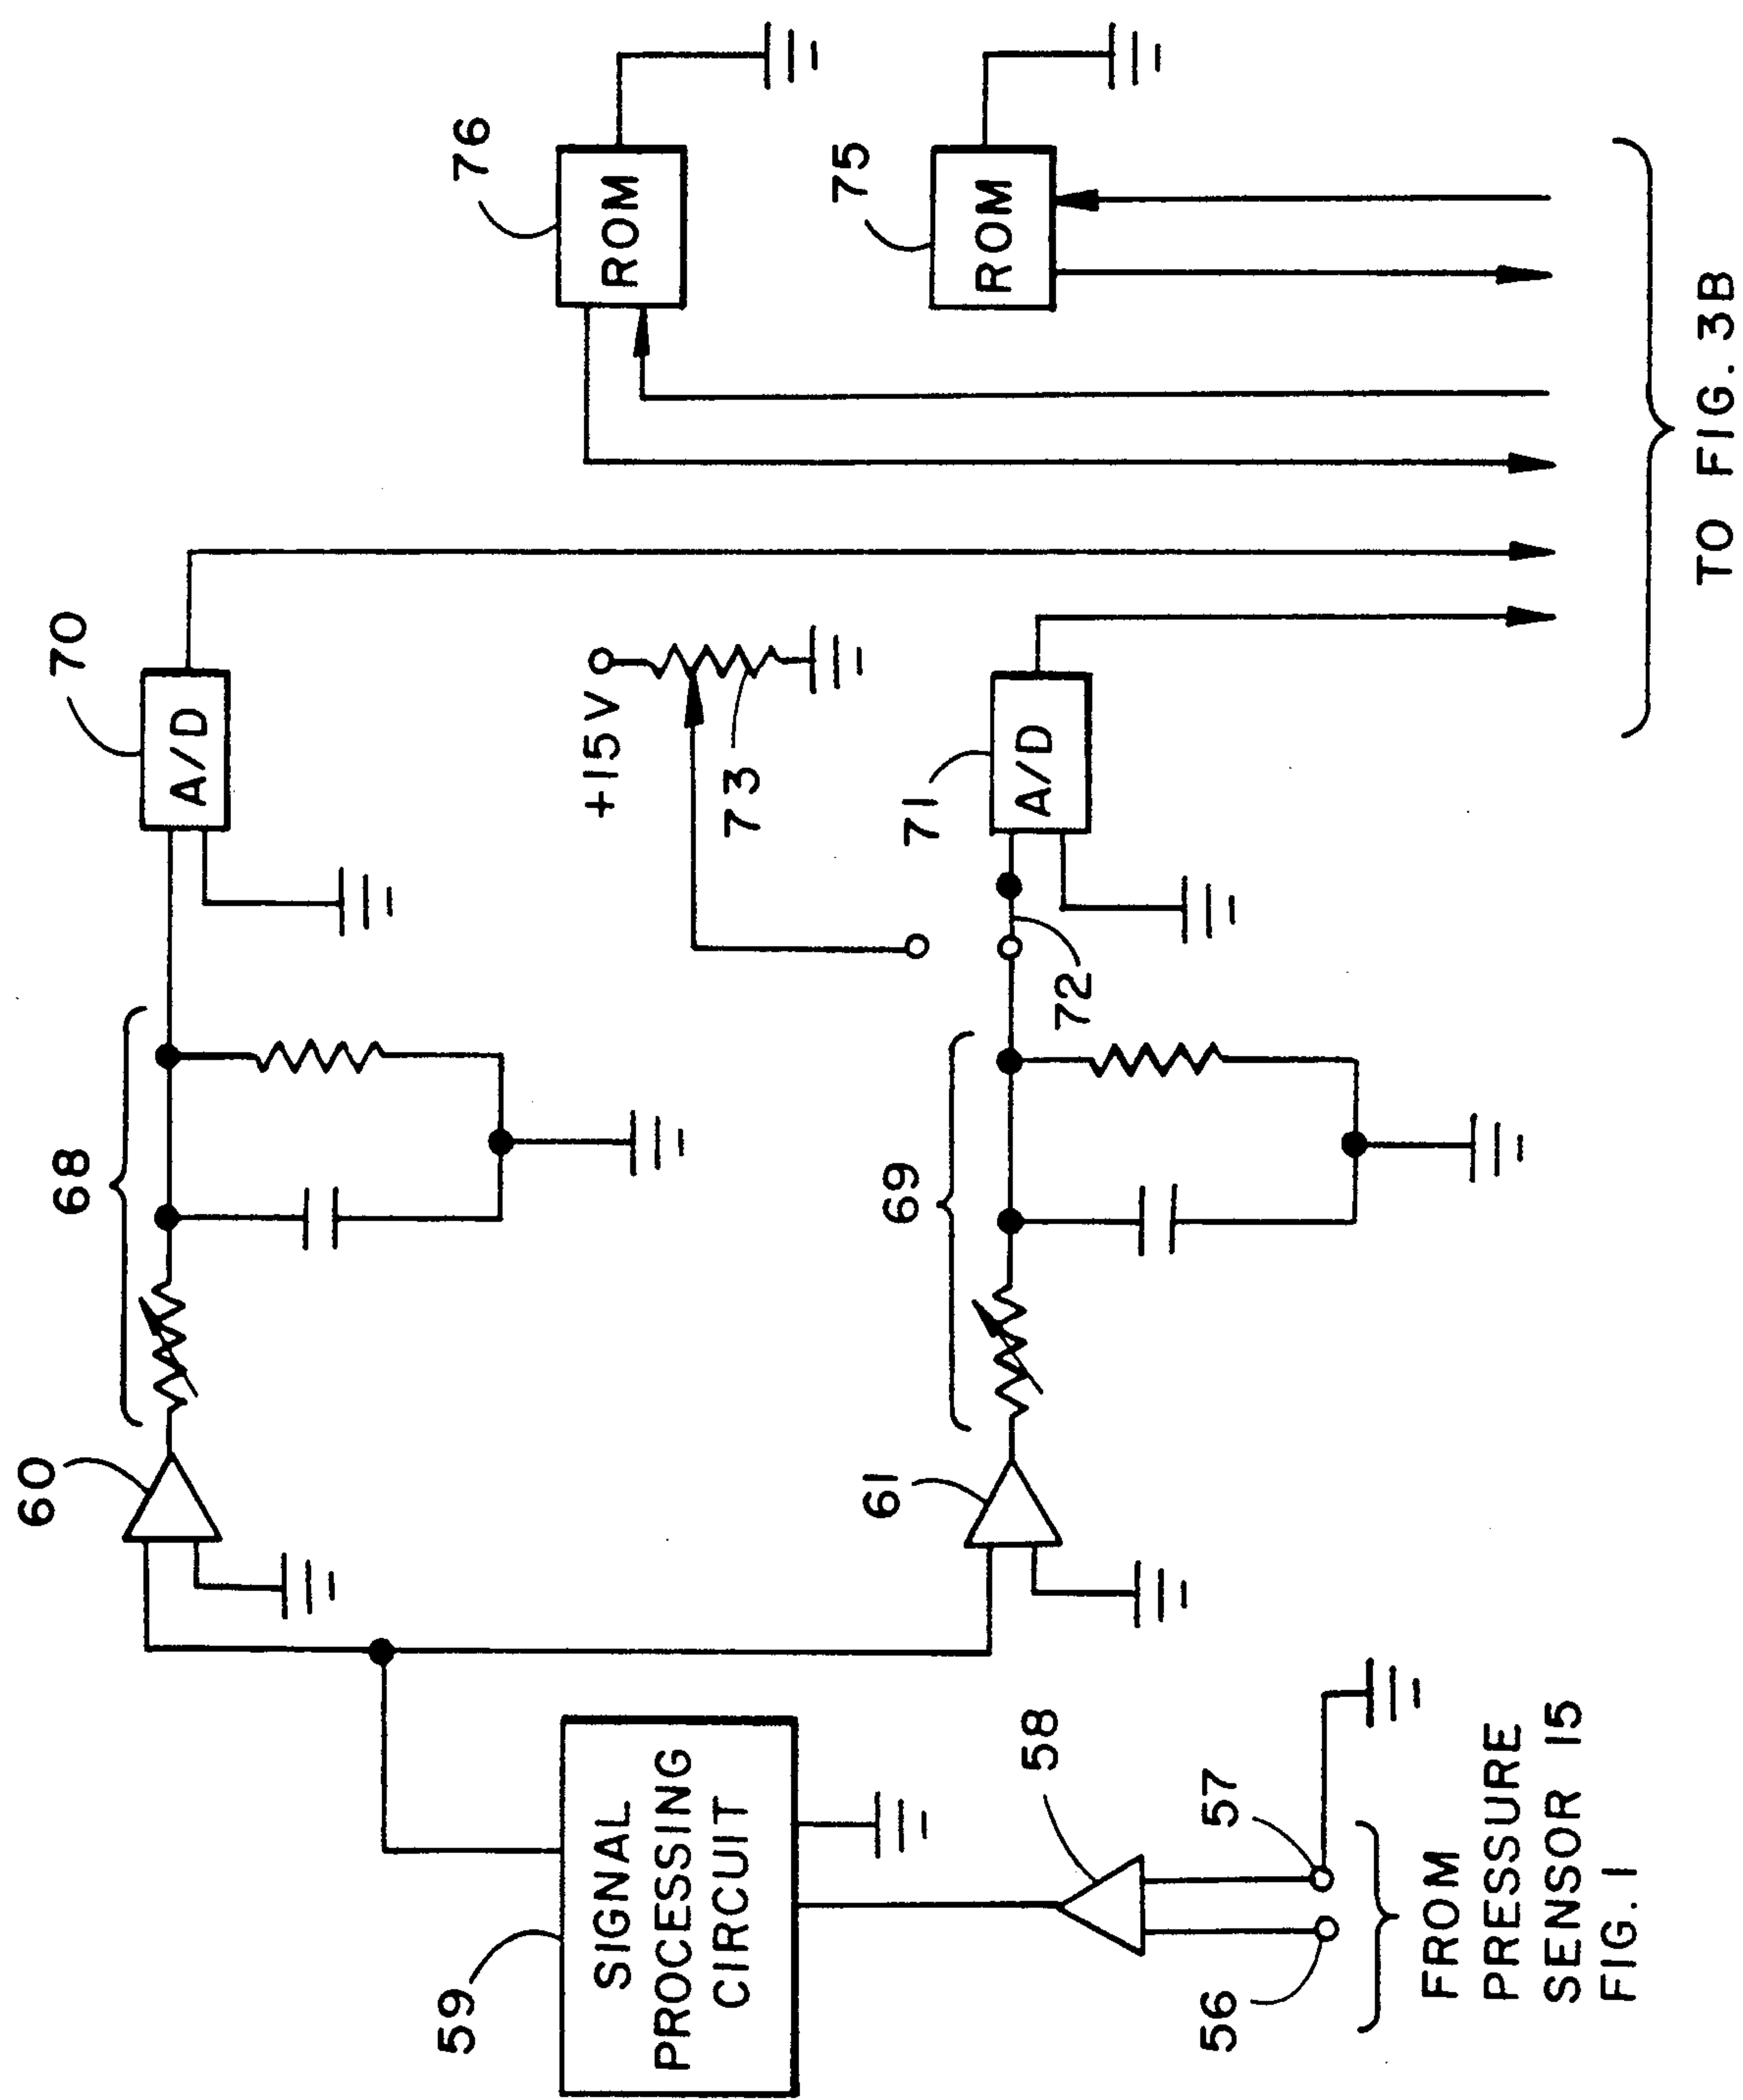 60
68
70
A/D
76
ROM
+15V
73
75
ROM
61
69
72
71
A/D
59
SIGNAL
PROCESSING
CIRCUIT
58
56
57
FROM
PRESSURE
SENSOR 15
FIG. 1
TO FIG. 3B